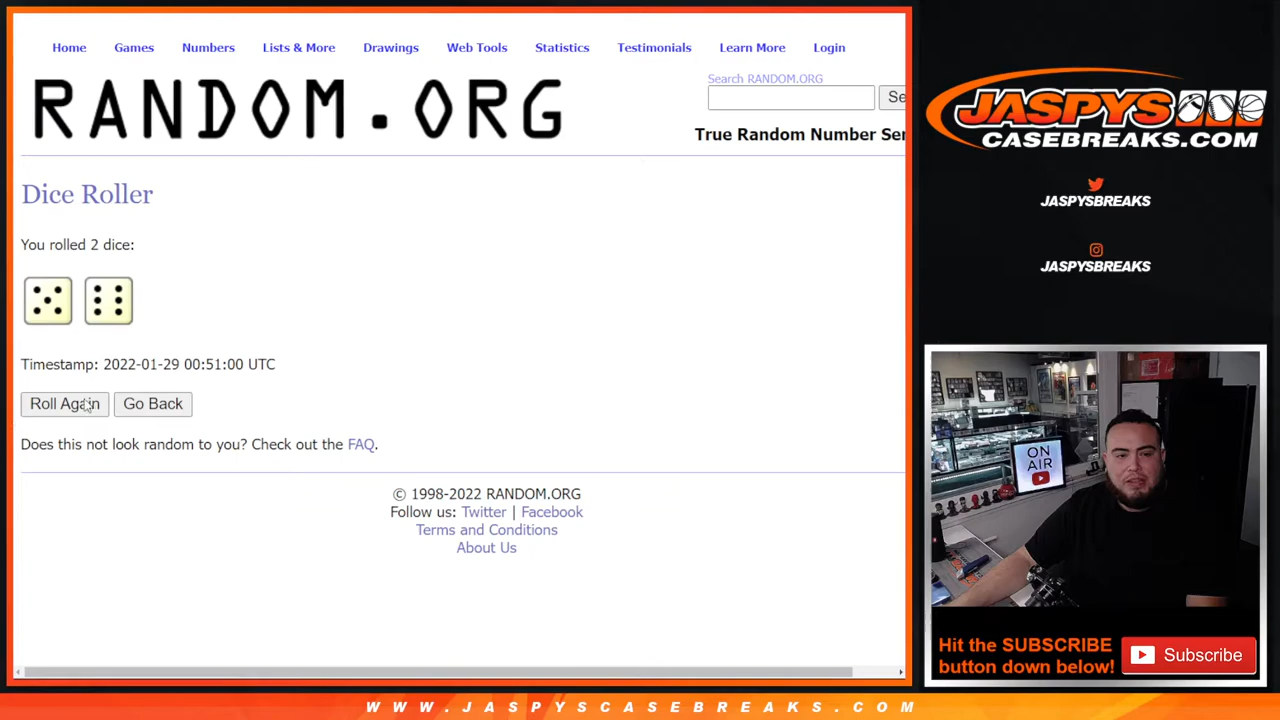 Home Games Numbers Lists & More Drawings Web Tools Statistics Testimonials Learn More Login
RANDOM.ORG
Search RANDOM.ORG
Se
True Random Number Ser
Dice Roller
You rolled 2 dice:
Timestamp: 2022-01-29 00:51:00 UTC
Roll Again Go Back
Does this not look random to you? Check out the FAQ.
© 1998-2022 RANDOM.ORG
Follow us: Twitter | Facebook
Terms and Conditions
About Us
JASPYS
CASEBREAKS.COM
JASPYSBREAKS
JASPYSBREAKS
ON
AIR
Hit the SUBSCRIBE
button down below!
Subscribe
WWW.JASPYSCASEBREAKS.COM